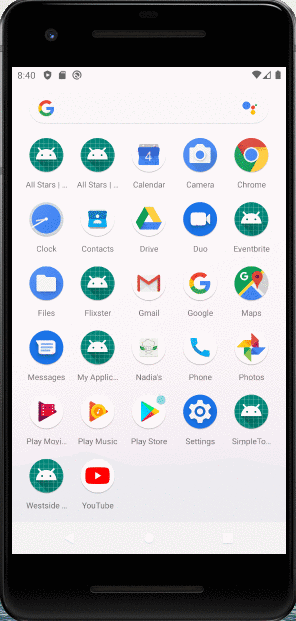 8:40
All Stars | ... All Stars | ... Calendar Camera Chrome
Clock Contacts Drive Duo Eventbrite
Files Flixster Gmail Google Maps
Messages My Applic... Nadia's Phone Photos
Play Movi... Play Music Play Store Settings SimpleTo...
Westside ... YouTube